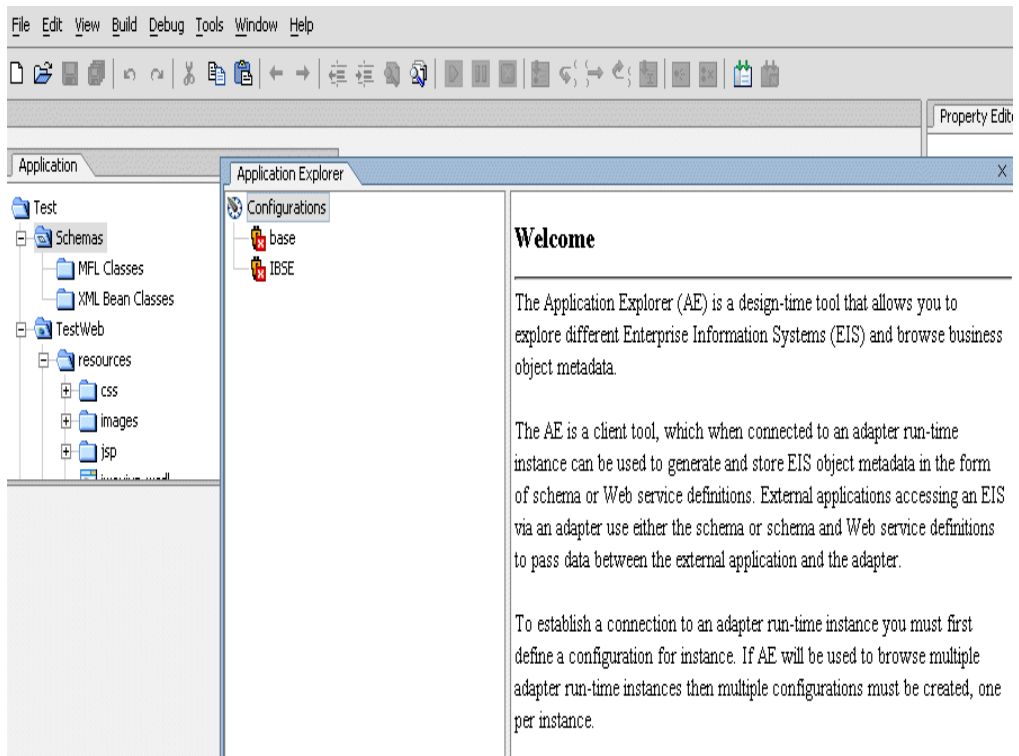 File Edit View Build Debug Tools Window Help
Property Edit
Application
Test
Schemas
MFL Classes
XML Bean Classes
TestWeb
resources
css
images
jsp
Application Explorer
X
Configurations
base
IBSE
Welcome
The Application Explorer (AE) is a design-time tool that allows you to
explore different Enterprise Information Systems (EIS) and browse business
object metadata.
The AE is a client tool, which when connected to an adapter run-time
instance can be used to generate and store EIS object metadata in the form
of schema or Web service definitions. External applications accessing an EIS
via an adapter use either the schema or schema and Web service definitions
to pass data between the external application and the adapter.
To establish a connection to an adapter run-time instance you must first
define a configuration for instance. If AE will be used to browse multiple
adapter run-time instances then multiple configurations must be created, one
per instance.